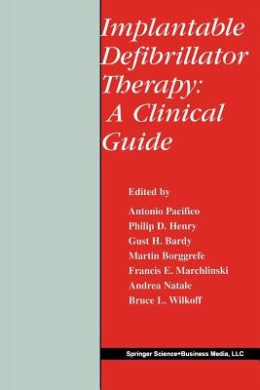 Implantable
Defibrillator
Therapy:
A Clinical
Guide
Edited by
Antonio Pacifico
Philip D. Henry
Gust H. Bardy
Martin Borggrefe
Francis E. Marchlinski
Andrea Natale
Bruce L. Wilkoff
Springer Science+Business Media, LLC